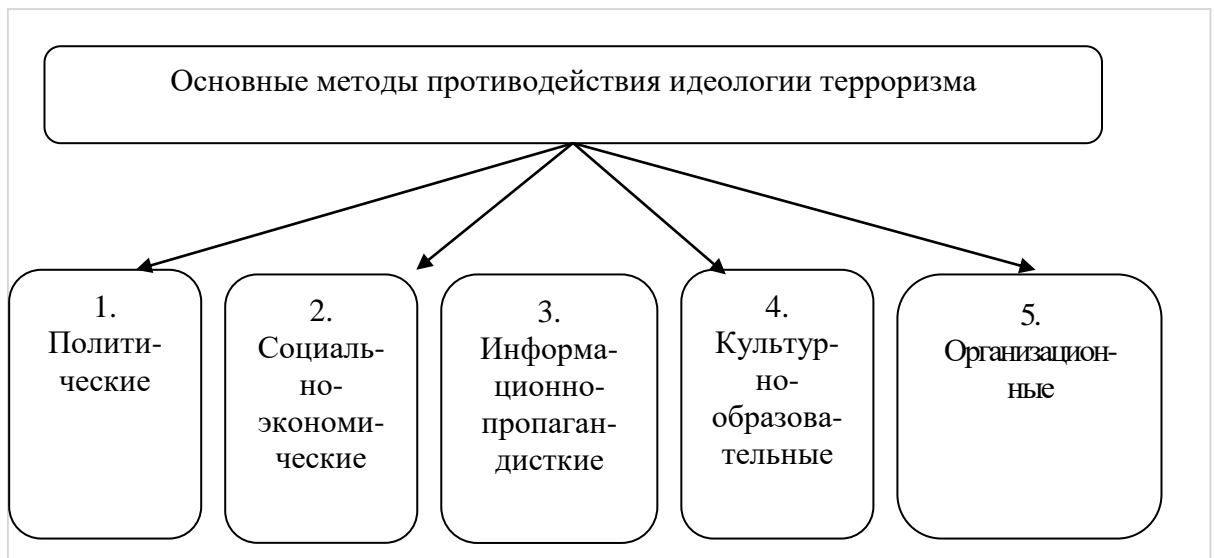 Основные методы противодействия идеологии терроризма
1.
Полити-
ческие
2.
Социаль-
но-
экономи-
ческие
3.
Информа-
ционно-
пропаган-
дисткие
4.
Культур-
но-
образова-
тельные
5.
Организацион-
ные